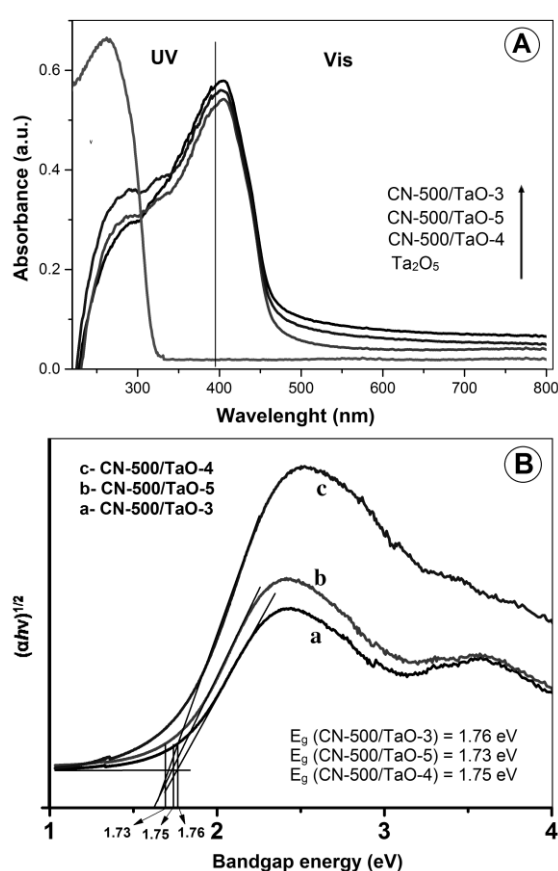 A
UV
Vis
0.6
0.4
0.2
0.0
Absorbance (a.u.)
CN-500/TaO-3
CN-500/TaO-5
CN-500/TaO-4
Ta₂O₅
300
400
500
600
700
800
Wavelenght (nm)
B
c- CN-500/TaO-4
b- CN-500/TaO-5
a- CN-500/TaO-3
c
b
a
(αhν)^1/2
E_g (CN-500/TaO-3) = 1.76 eV
E_g (CN-500/TaO-5) = 1.73 eV
E_g (CN-500/TaO-4) = 1.75 eV
1
2
3
4
1.73
1.75
1.76
Bandgap energy (eV)